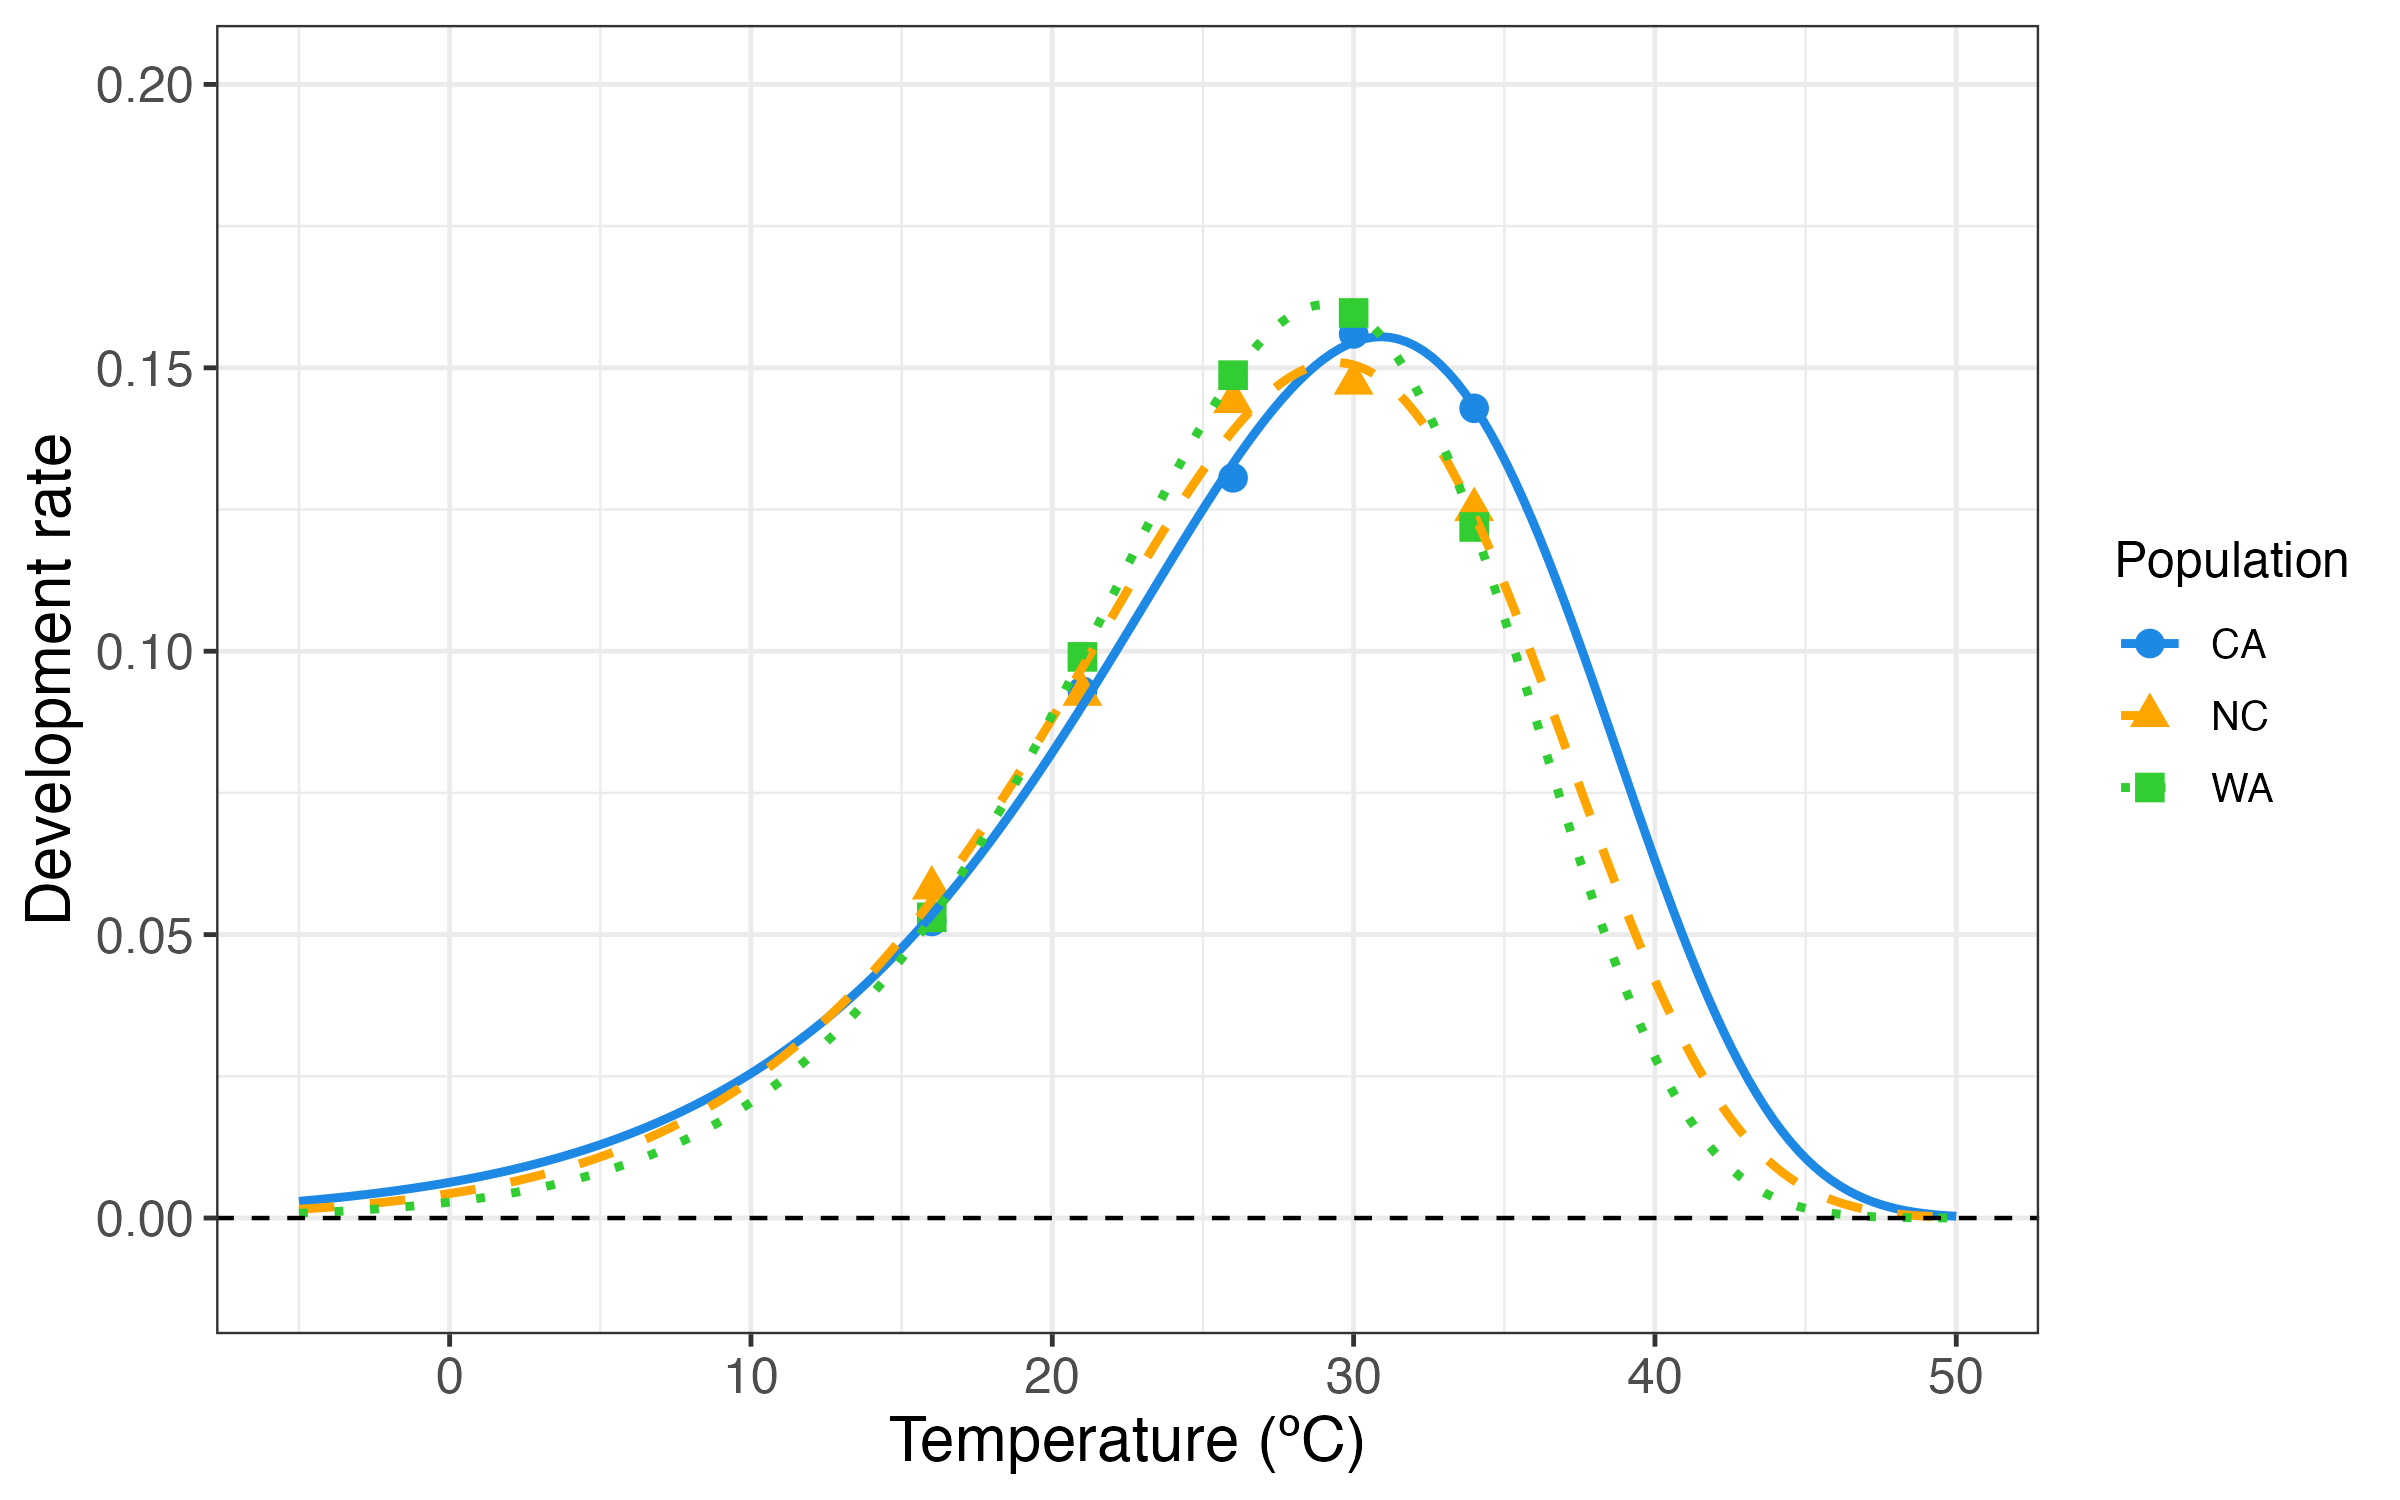 0.20
0.15
0.10
0.05
0.00
Development rate
0 10 20 30 40 50
Temperature (ºC)
Population
CA
NC
WA